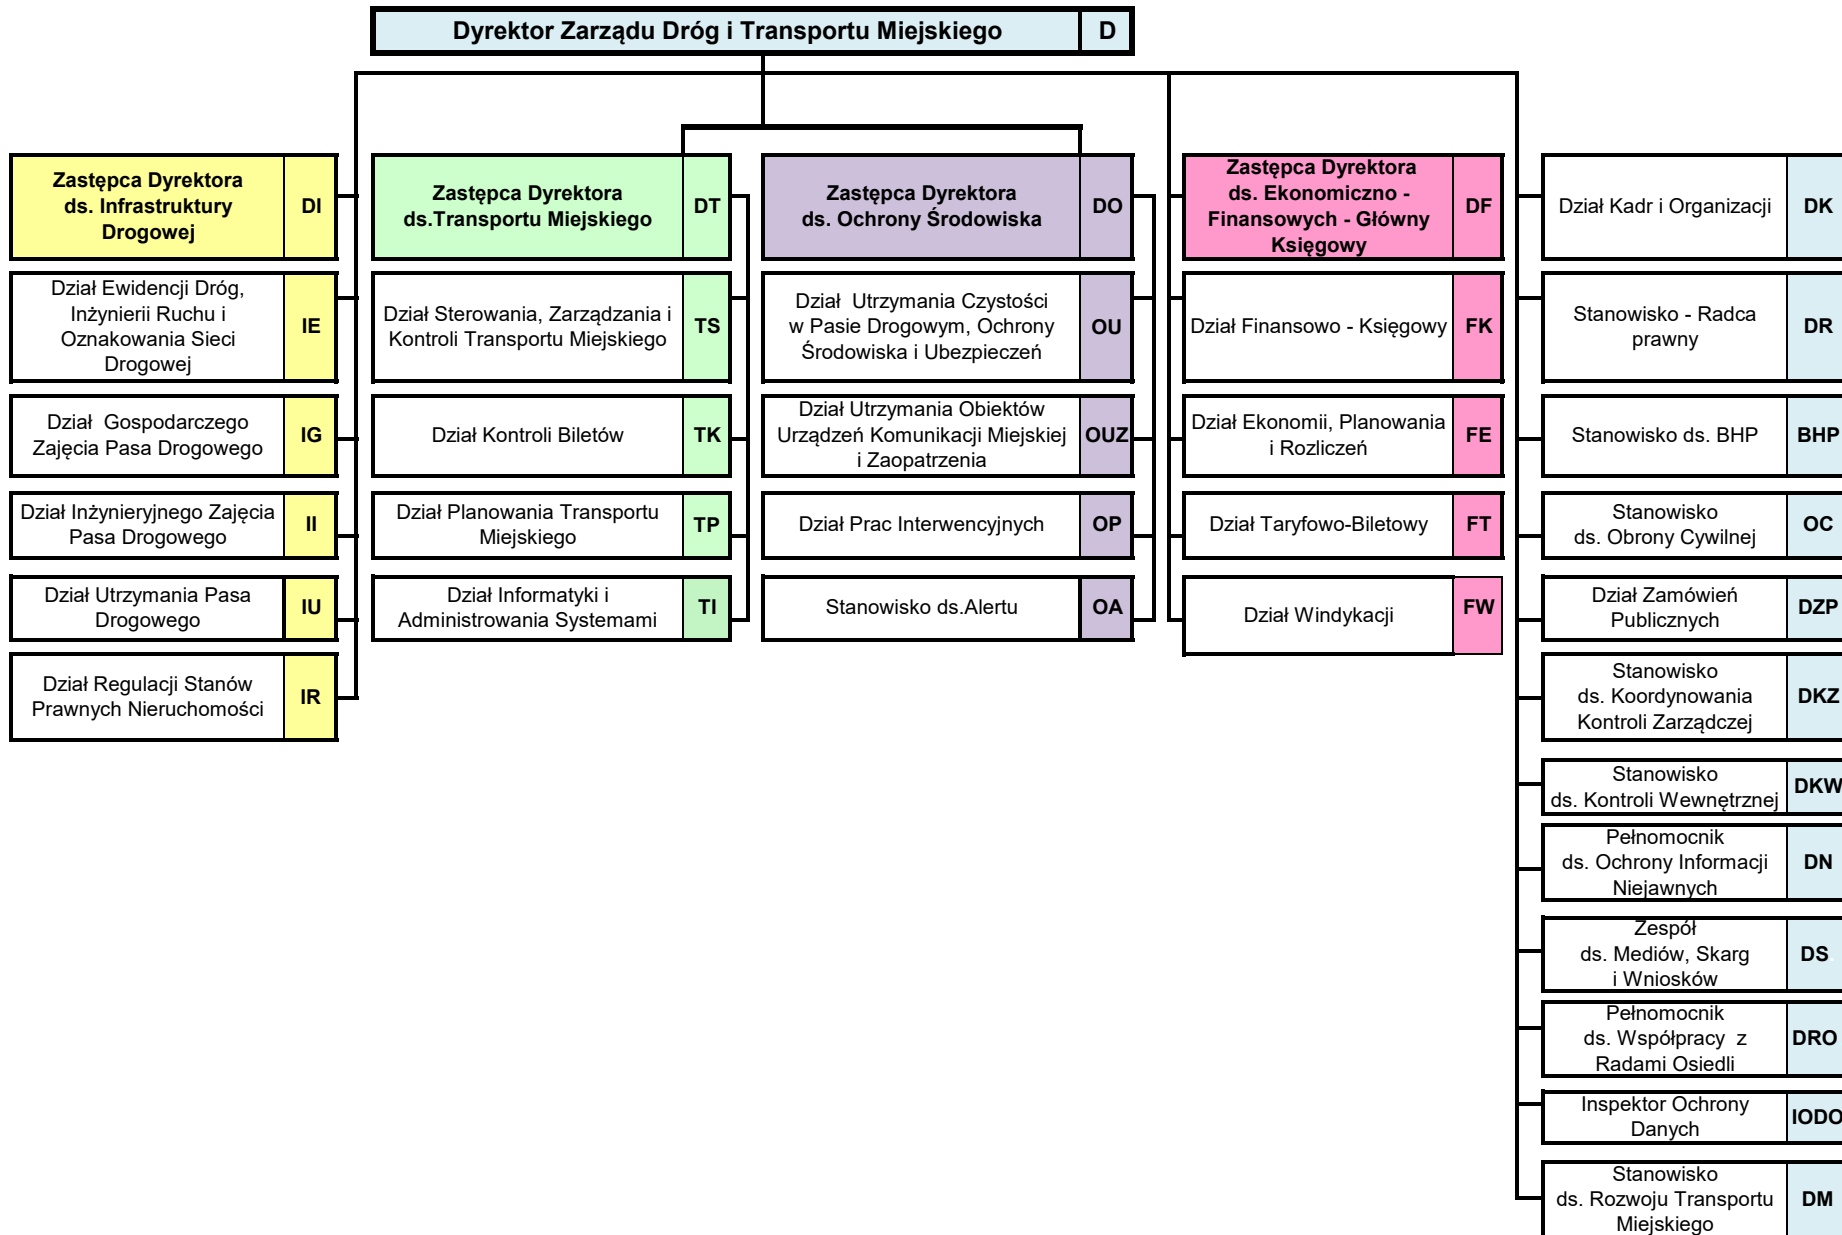 Dyrektor Zarządu Dróg i Transportu Miejskiego D
Zastępca Dyrektora
ds. Infrastruktury
Drogowej
DI
Dział Ewidencji Dróg,
Inżynierii Ruchu i
Oznakowania Sieci
Drogowej
IE
Dział  Gospodarczego
Zajęcia Pasa Drogowego
IG
Dział Inżynieryjnego Zajęcia
Pasa Drogowego
II
Dział Utrzymania Pasa
Drogowego
IU
Dział Regulacji Stanów
Prawnych Nieruchomości
IR
Zastępca Dyrektora
ds.Transportu Miejskiego
DT
Dział Sterowania, Zarządzania i
Kontroli Transportu Miejskiego
TS
Dział Kontroli Biletów
TK
Dział Planowania Transportu
Miejskiego
TP
Dział Informatyki i
Administrowania Systemami
TI
Zastępca Dyrektora
ds. Ochrony Środowiska
DO
Dział  Utrzymania Czystości
w Pasie Drogowym, Ochrony
Środowiska i Ubezpieczeń
OU
Dział Utrzymania Obiektów
Urządzeń Komunikacji Miejskiej
i Zaopatrzenia
OUZ
Dział Prac Interwencyjnych
OP
Stanowisko ds.Alertu
OA
Zastępca Dyrektora
ds. Ekonomiczno -
Finansowych - Główny
Księgowy
DF
Dział Finansowo - Księgowy
FK
Dział Ekonomii, Planowania
i Rozliczeń
FE
Dział Taryfowo-Biletowy
FT
Dział Windykacji
FW
Dział Kadr i Organizacji
DK
Stanowisko - Radca
prawny
DR
Stanowisko ds. BHP
BHP
Stanowisko
ds. Obrony Cywilnej
OC
Dział Zamówień
Publicznych
DZP
Stanowisko
ds. Koordynowania
Kontroli Zarządczej
DKZ
Stanowisko
ds. Kontroli Wewnętrznej
DKW
Pełnomocnik
ds. Ochrony Informacji
Niejawnych
DN
Zespół
ds. Mediów, Skarg
i Wniosków
DS
Pełnomocnik
ds. Współpracy  z
Radami Osiedli
DRO
Inspektor Ochrony
Danych
IODO
Stanowisko
ds. Rozwoju Transportu
Miejskiego
DM